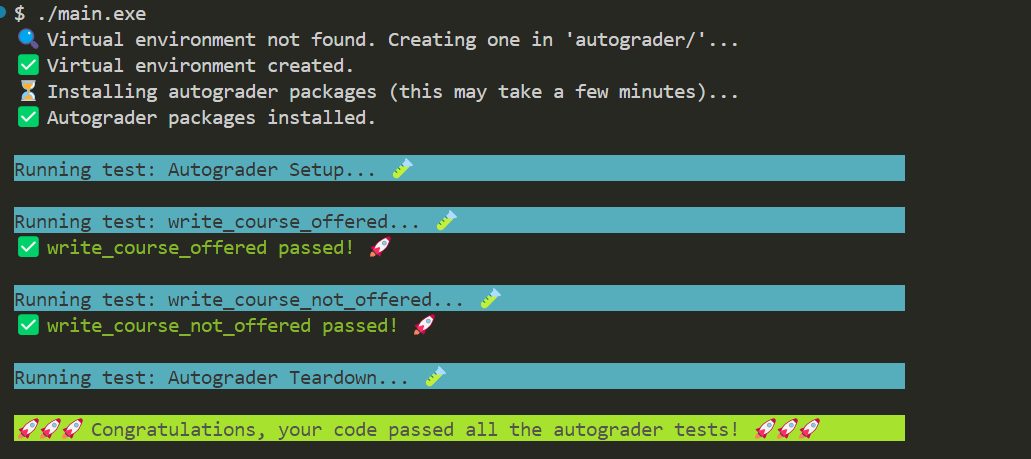 $ ./main.exe
🔍 Virtual environment not found. Creating one in 'autograder/'...
✅ Virtual environment created.
⏳ Installing autograder packages (this may take a few minutes)...
✅ Autograder packages installed.
Running test: Autograder Setup... 🧪
Running test: write_course_offered... 🧪
✅ write_course_offered passed! 🚀
Running test: write_course_not_offered... 🧪
✅ write_course_not_offered passed! 🚀
Running test: Autograder Teardown... 🧪
🚀🚀🚀 Congratulations, your code passed all the autograder tests! 🚀🚀🚀